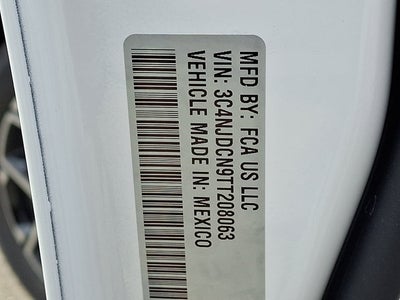 MFD BY: FCA US LLC
VIN: 3C4NJDCN9TT208063
VEHICLE MADE IN: MEXICO